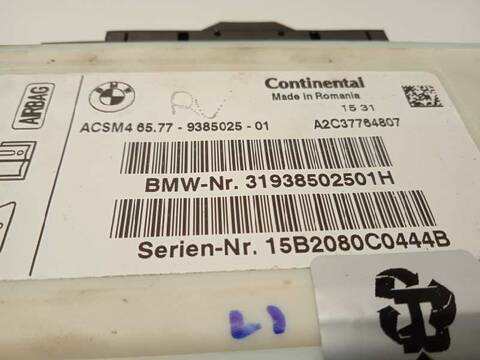 BMW
Continental
Made in Romania
15 31
AIRBAG
ACSM4 65.77 - 9385025 - 01
A2C37764807
BMW-Nr. 31938502501H
Serien-Nr. 15B2080C0444B